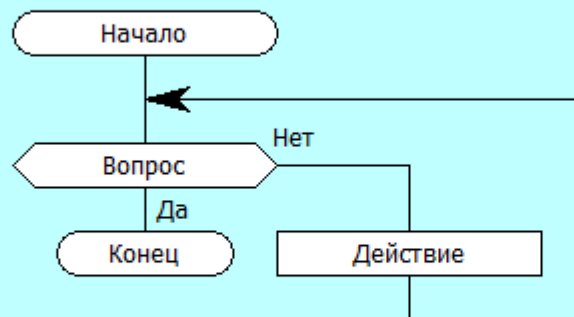 Начало
Нет
Вопрос
Да
Конец
Действие